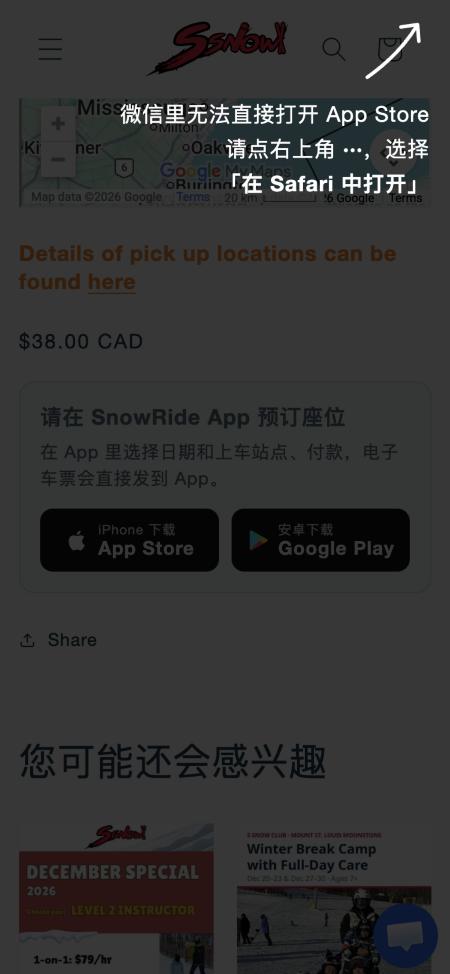 Ssnow!
微信里无法直接打开 App Store
请点右上角 ···，选择
「在 Safari 中打开」
Milton
6
Google My Maps
Map data ©2026 Google
Terms
20 km
Terms
Details of pick up locations can be
found here
$38.00 CAD
请在 SnowRide App 预订座位
在 App 里选择日期和上车站点、付款，电子
车票会直接发到 App。
iPhone 下载
App Store
安卓下载
Google Play
Share
您可能还会感兴趣
DECEMBER SPECIAL
2026
LEVEL 2 INSTRUCTOR
1-on-1: $79/hr
S SNOW CLUB · MOUNT ST. LOUIS MOONSTONE
Winter Break Camp
with Full-Day Care
Dec 20-23 & Dec 27-30 · Ages 7+